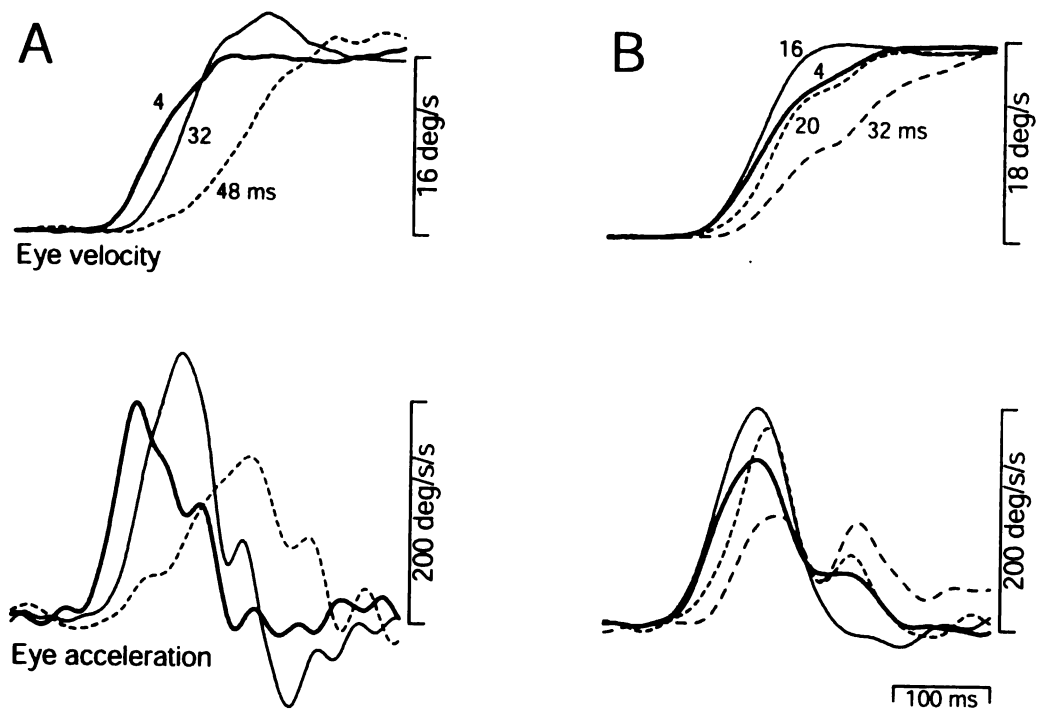 A
4
32
48 ms
16 deg/s
Eye velocity
B
16
4
20
32 ms
18 deg/s
200 deg/s/s
Eye acceleration
200 deg/s/s
100 ms